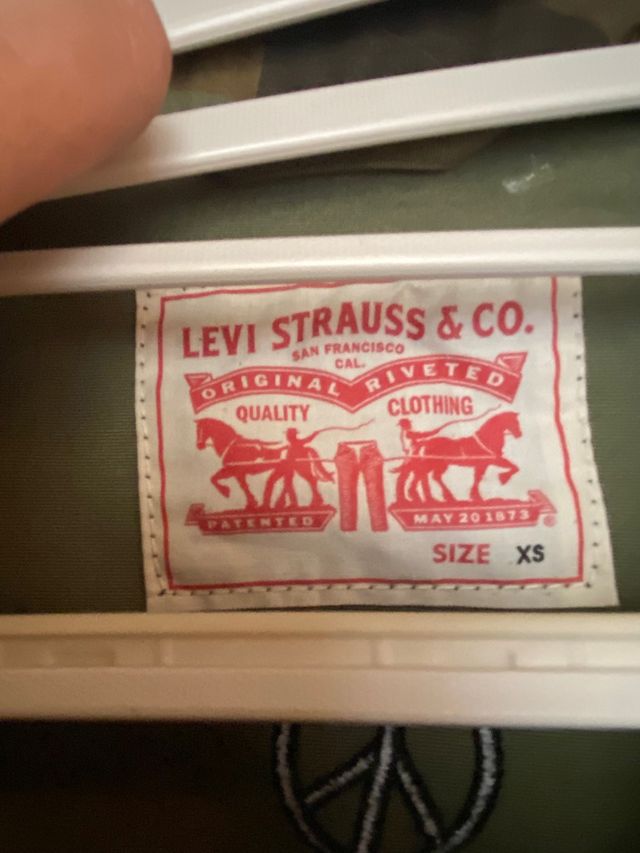 LEVI STRAUSS & CO.
SAN FRANCISCO
CAL.
ORIGINAL RIVETED
QUALITY CLOTHING
PATENTED MAY 20 1873 ®
SIZE XS